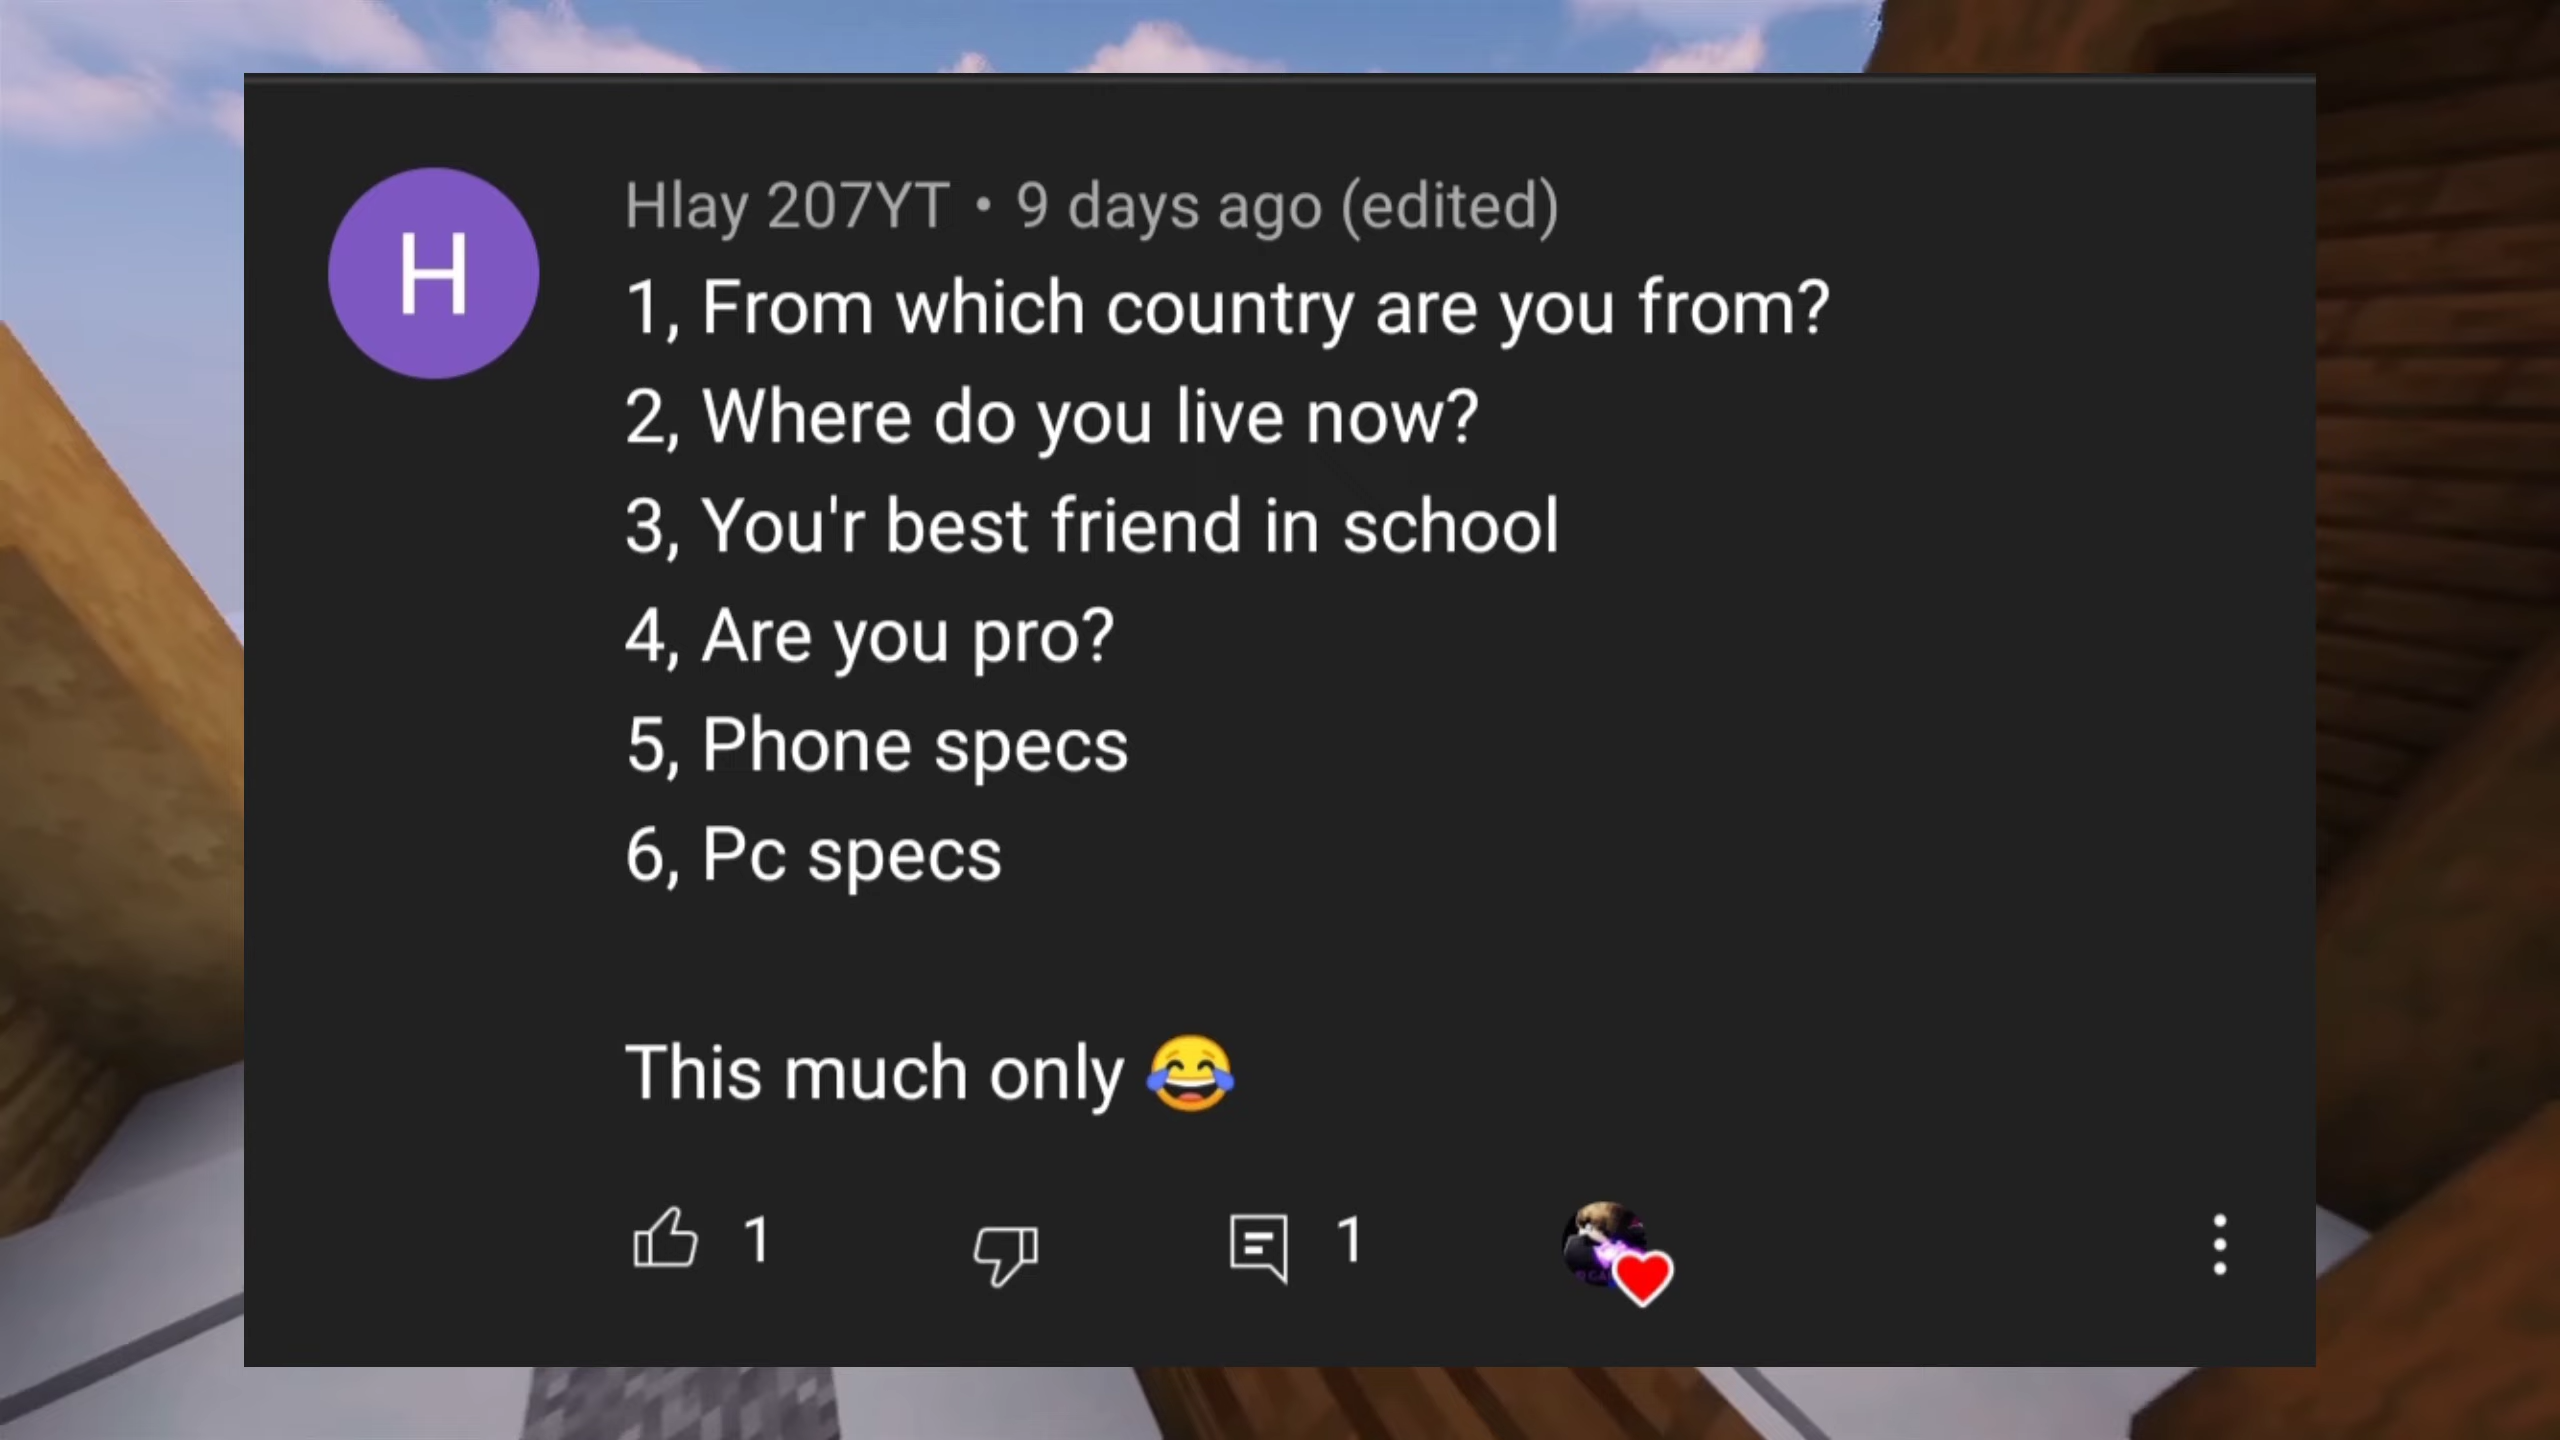 H
Hlay 207YT • 9 days ago (edited)
1, From which country are you from?
2, Where do you live now?
3, You'r best friend in school
4, Are you pro?
5, Phone specs
6, Pc specs
This much only 😂
1
1